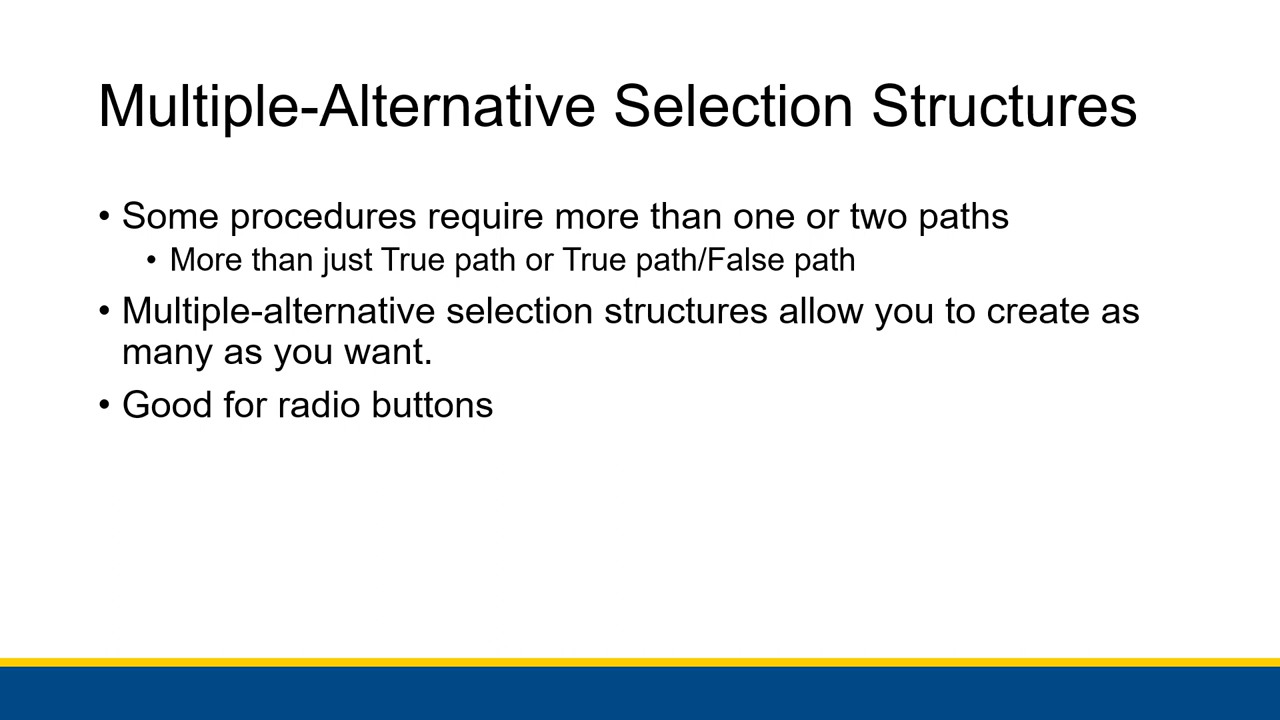 Multiple-Alternative Selection Structures
• Some procedures require more than one or two paths
• More than just True path or True path/False path
• Multiple-alternative selection structures allow you to create as
many as you want.
• Good for radio buttons